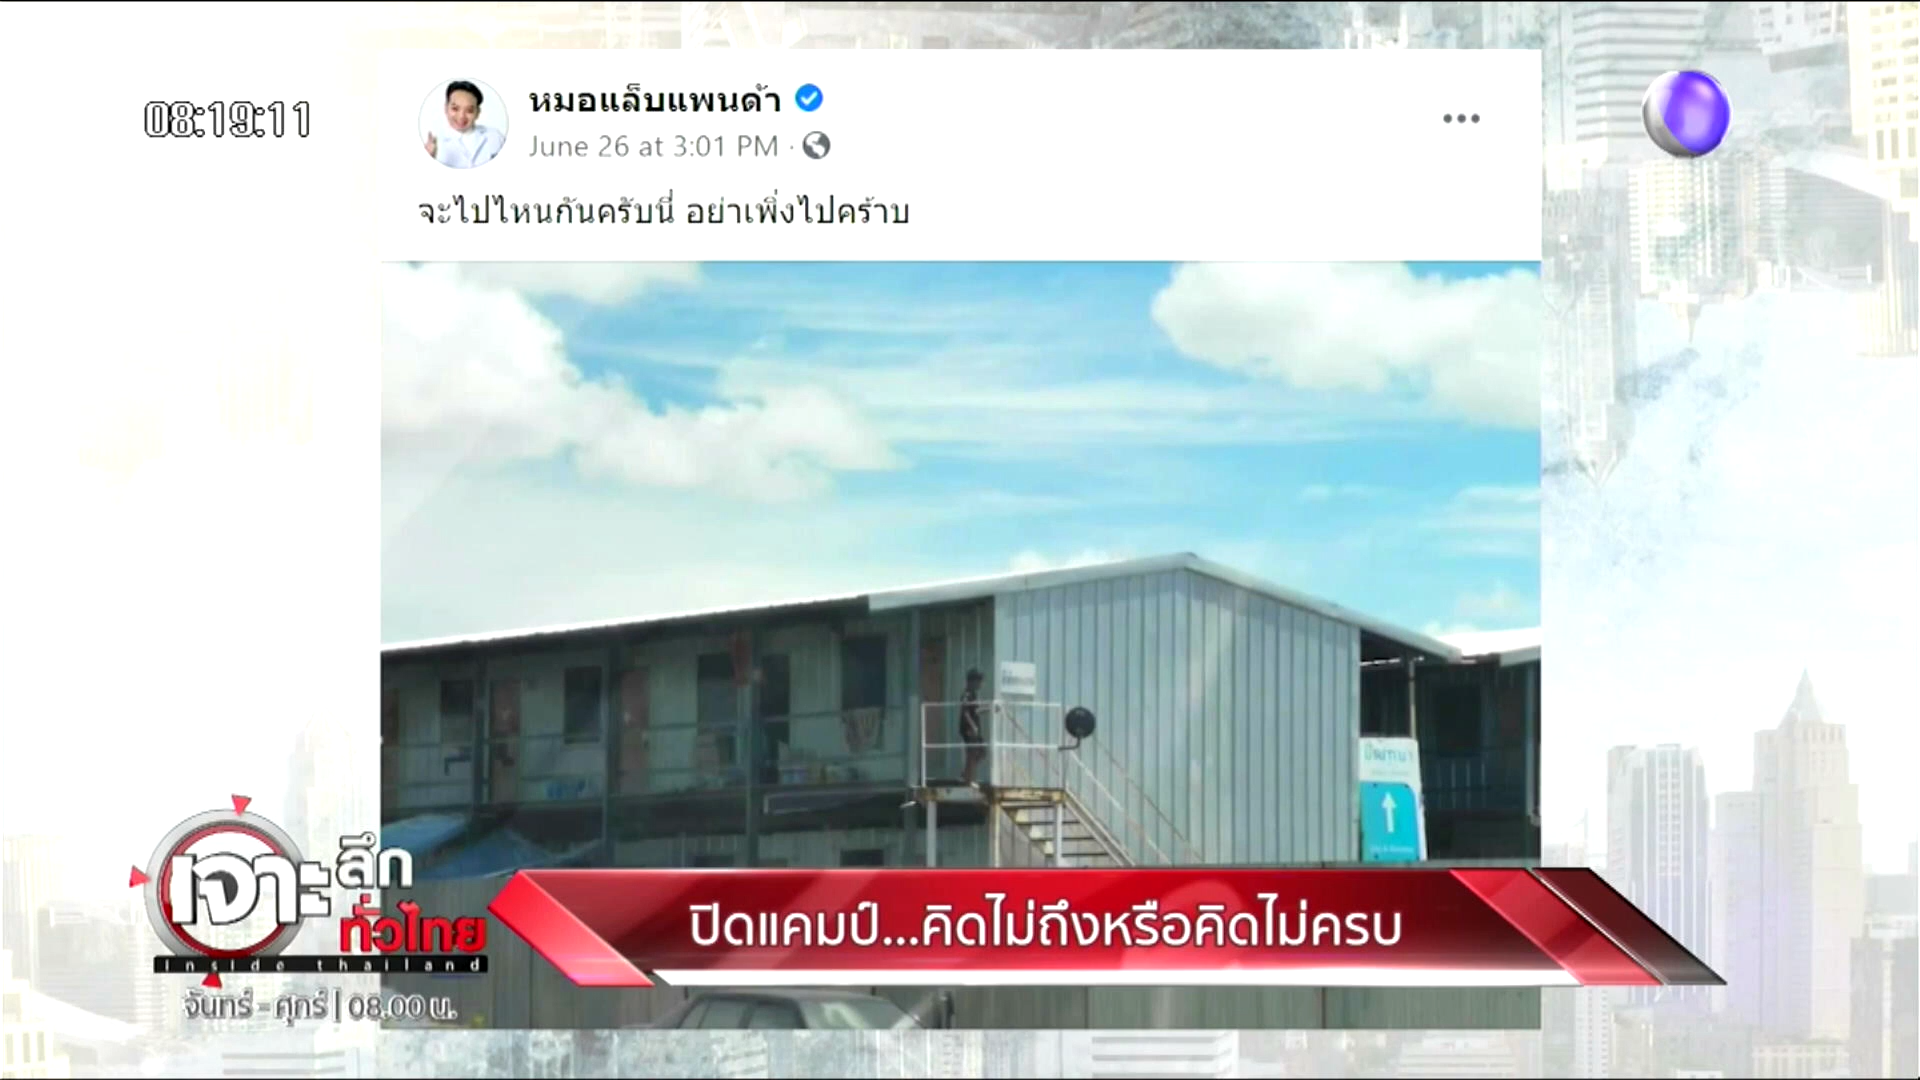 08:19:11
หมอแล็บแพนด้า
June 26 at 3:01 PM ·
จะไปไหนกันครับนี่ อย่าเพิ่งไปคร้าบ
เจาะลึก
ทั่วไทย
inside thailand
จันทร์ - ศุกร์ | 08.00 น.
ปิดแคมป์...คิดไม่ถึงหรือคิดไม่ครบ